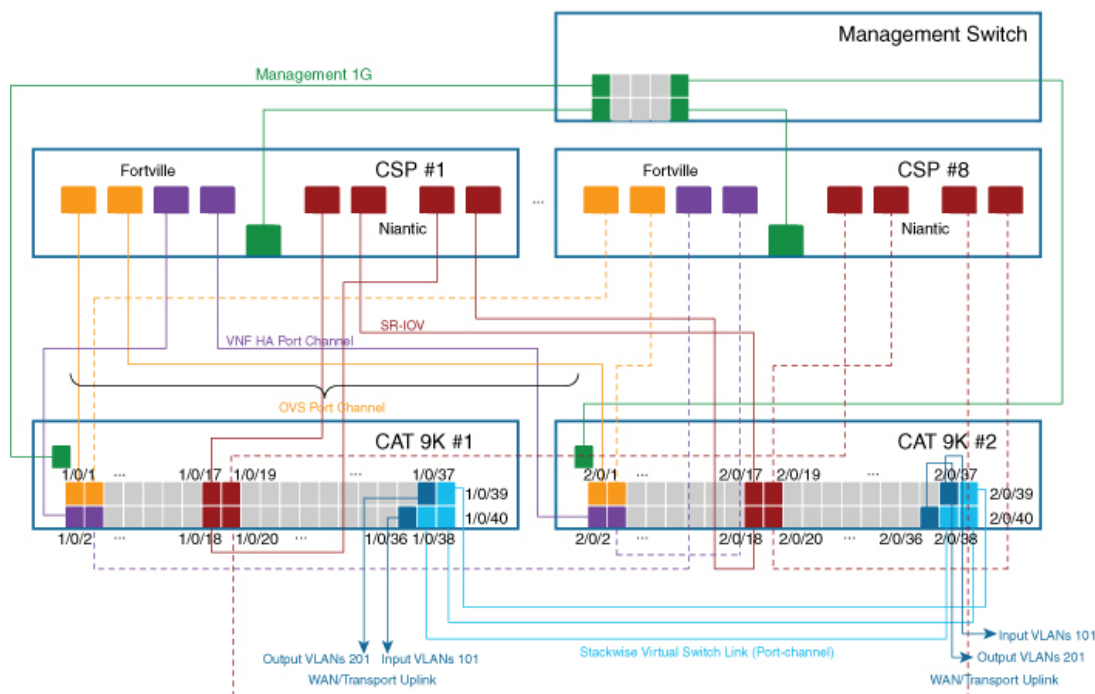 Management Switch
Management 1G
Fortville
CSP #1
Niantic
...
Fortville
CSP #8
Niantic
SR-IOV
VNF HA Port Channel
OVS Port Channel
CAT 9K #1
1/0/1 ... 1/0/17 1/0/19 ... 1/0/37
1/0/39
1/0/40
1/0/2 ... 1/0/18 1/0/20 ... 1/0/36 1/0/38
CAT 9K #2
2/0/1 ... 2/0/17 2/0/19 ... 2/0/37
2/0/39
2/0/40
2/0/2 ... 2/0/18 2/0/20 ... 2/0/36 2/0/38
Output VLANs 201 Input VLANs 101
WAN/Transport Uplink
Stackwise Virtual Switch Link (Port-channel)
Input VLANs 101
Output VLANs 201
WAN/Transport Uplink